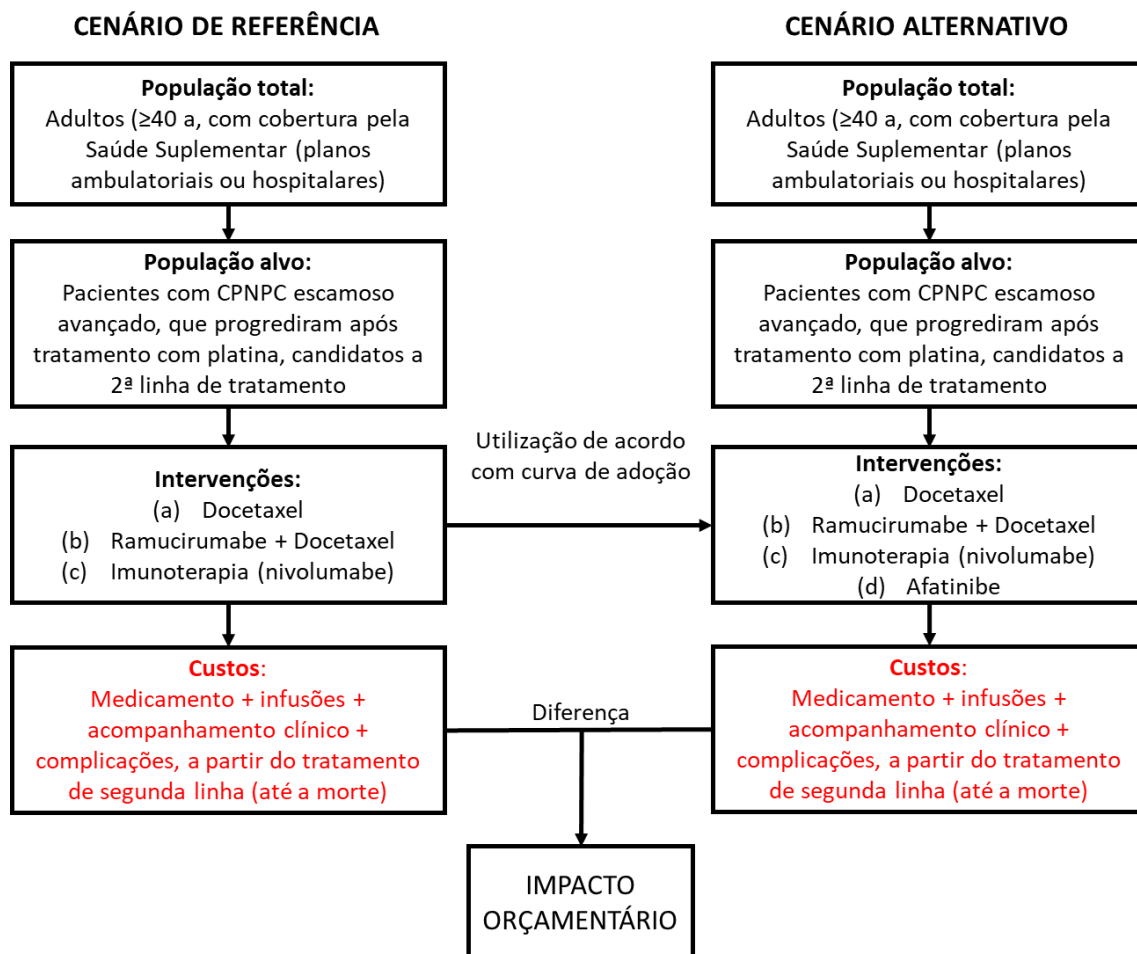 CENÁRIO DE REFERÊNCIA
População total:
Adultos (≥40 a, com cobertura pela
Saúde Suplementar (planos
ambulatoriais ou hospitalares)
População alvo:
Pacientes com CPNPC escamoso
avançado, que progrediram após
tratamento com platina, candidatos a
2ª linha de tratamento
Intervenções:
(a) Docetaxel
(b) Ramucirumabe + Docetaxel
(c) Imunoterapia (nivolumabe)
Custos:
Medicamento + infusões +
acompanhamento clínico +
complicações, a partir do tratamento
de segunda linha (até a morte)
Utilização de acordo
com curva de adoção
Diferença
CENÁRIO ALTERNATIVO
População total:
Adultos (≥40 a, com cobertura pela
Saúde Suplementar (planos
ambulatoriais ou hospitalares)
População alvo:
Pacientes com CPNPC escamoso
avançado, que progrediram após
tratamento com platina, candidatos a
2ª linha de tratamento
Intervenções:
(a) Docetaxel
(b) Ramucirumabe + Docetaxel
(c) Imunoterapia (nivolumabe)
(d) Afatinibe
Custos:
Medicamento + infusões +
acompanhamento clínico +
complicações, a partir do tratamento
de segunda linha (até a morte)
IMPACTO
ORÇAMENTÁRIO